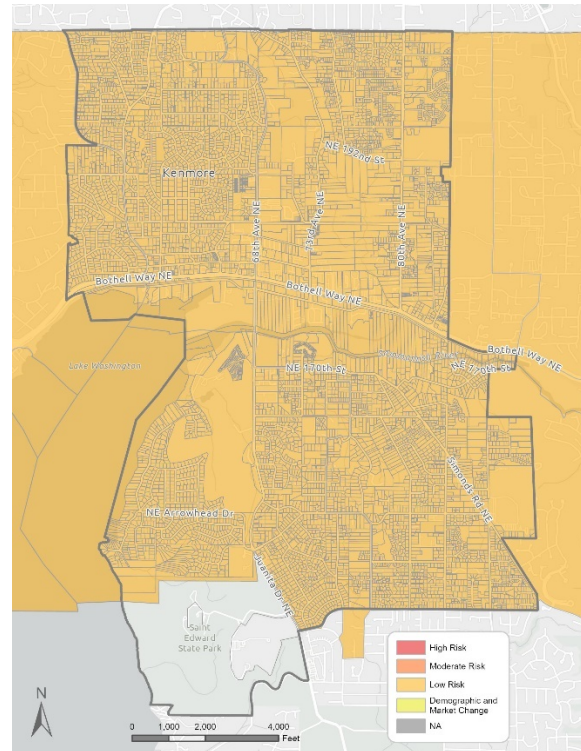 NE 192nd St
Kenmore
68th Ave NE
73rd Ave NE
80th Ave NE
Bothell Way NE
Bothell Way NE
Bothell Way NE
Lake Washington
NE 170th St
NE 170th St
Simonds Rd NE
NE Arrowhead Dr
Juanita Dr NE
Saint
Edward
State Park
High Risk
Moderate Risk
Low Risk
Demographic and
Market Change
NA
N
0 1,000 2,000 4,000
Feet